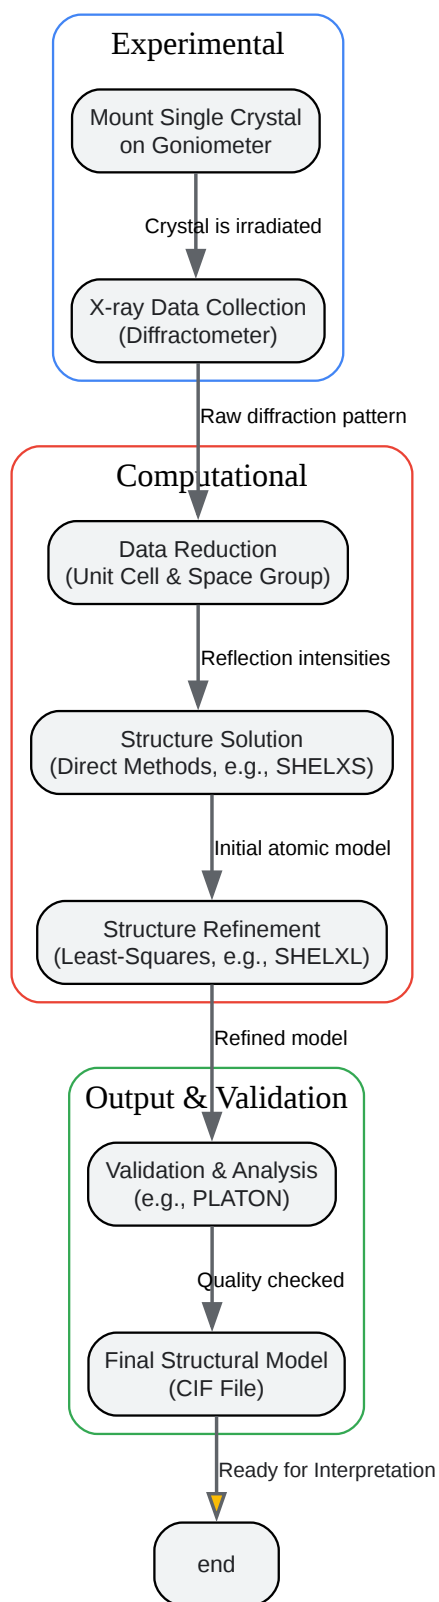 Experimental
Mount Single Crystal
on Goniometer
Crystal is irradiated
X-ray Data Collection
(Diffractometer)
Raw diffraction pattern
Computational
Data Reduction
(Unit Cell & Space Group)
Reflection intensities
Structure Solution
(Direct Methods, e.g., SHELXS)
Initial atomic model
Structure Refinement
(Least-Squares, e.g., SHELXL)
Refined model
Output & Validation
Validation & Analysis
(e.g., PLATON)
Quality checked
Final Structural Model
(CIF File)
Ready for Interpretation
end